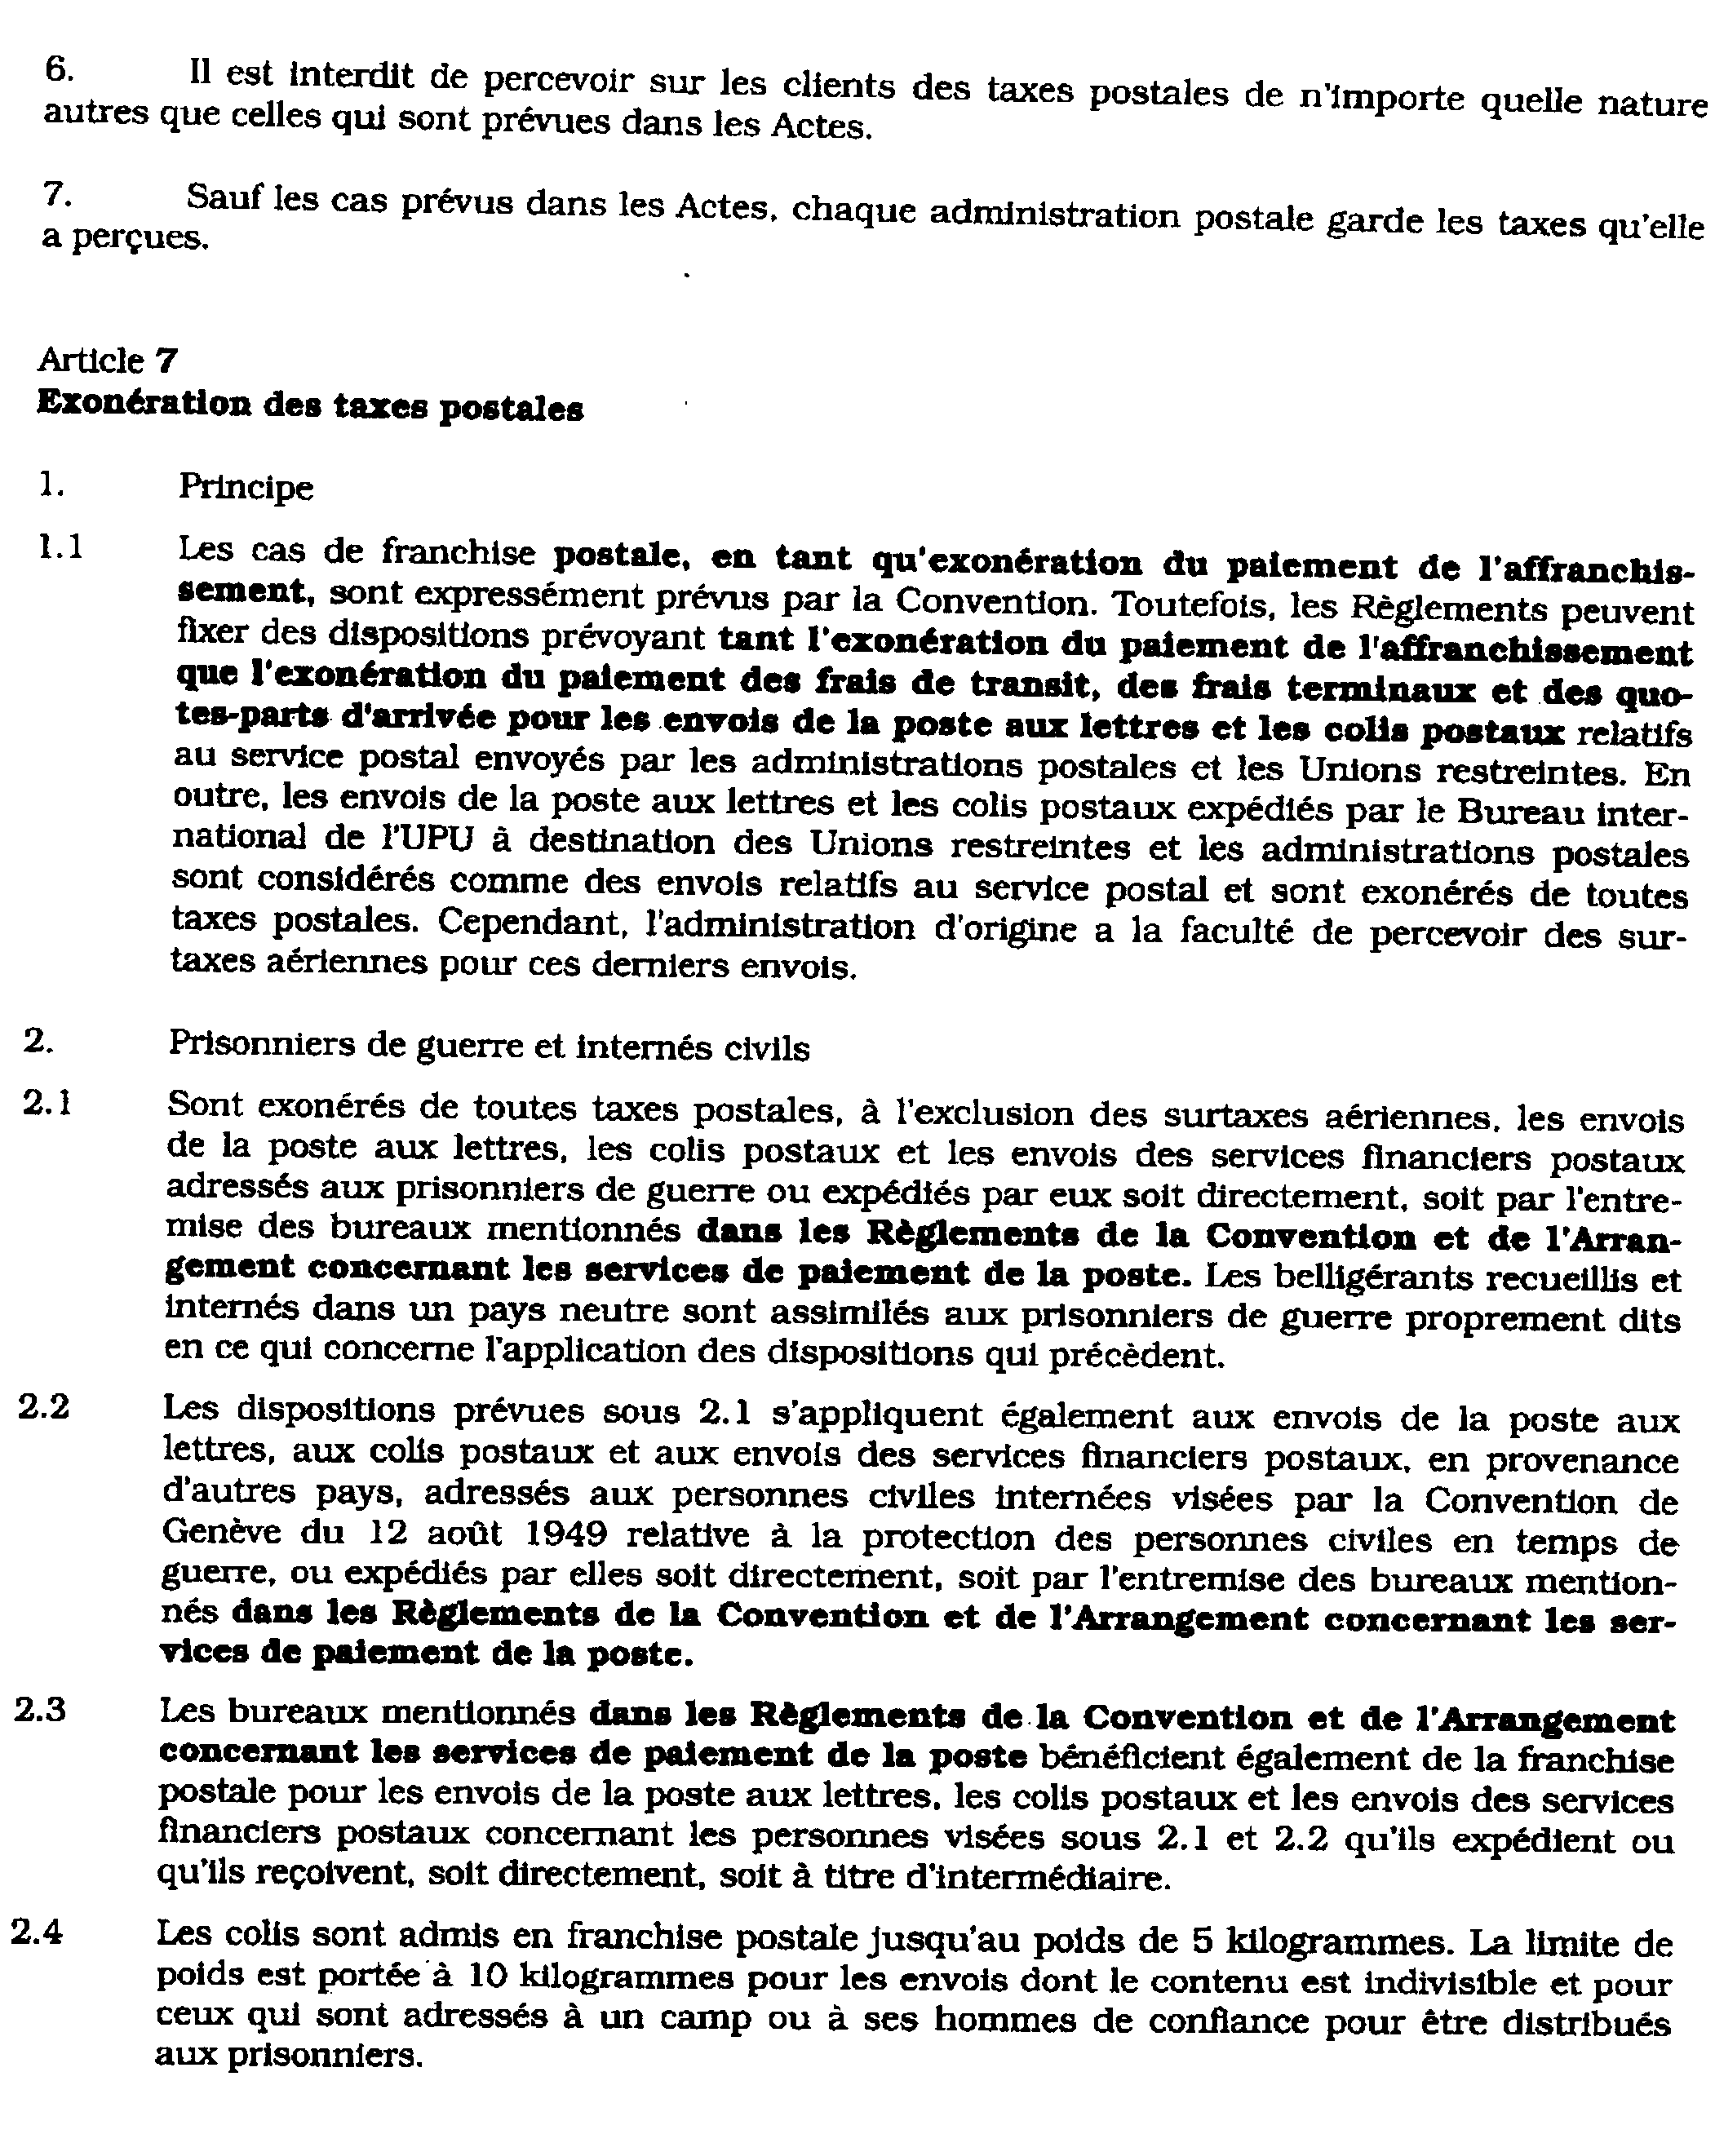 6. Il est interdit de percevoir sur les clients des taxes postales de n'importe quelle nature
autres que celles qui sont prévues dans les Actes.
7. Sauf les cas prévus dans les Actes, chaque administration postale garde les taxes qu'elle
a perçues.
Article 7
Exonération des taxes postales
1. Principe
1.1 Les cas de franchise postale, en tant qu'exonération du paiement de l'affranchis-
sement, sont expressément prévus par la Convention. Toutefois, les Règlements peuvent
fixer des dispositions prévoyant tant l'exonération du paiement de l'affranchissement
que l'exonération du paiement des frais de transit, des frais terminaux et des quo-
tes-parts d'arrivée pour les envois de la poste aux lettres et les colis postaux relatifs
au service postal envoyés par les administrations postales et les Unions restreintes. En
outre, les envois de la poste aux lettres et les colis postaux expédiés par le Bureau inter-
national de l'UPU à destination des Unions restreintes et les administrations postales
sont considérés comme des envois relatifs au service postal et sont exonérés de toutes
taxes postales. Cependant, l'administration d'origine a la faculté de percevoir des sur-
taxes aériennes pour ces derniers envois.
2. Prisonniers de guerre et internés civils
2.1 Sont exonérés de toutes taxes postales, à l'exclusion des surtaxes aériennes, les envois
de la poste aux lettres, les colis postaux et les envois des services financiers postaux
adressés aux prisonniers de guerre ou expédiés par eux soit directement, soit par l'entre-
mise des bureaux mentionnés dans les Règlements de la Convention et de l'Arran-
gement concernant les services de paiement de la poste. Les belligérants recueillis et
internés dans un pays neutre sont assimilés aux prisonniers de guerre proprement dits
en ce qui concerne l'application des dispositions qui précèdent.
2.2 Les dispositions prévues sous 2.1 s'appliquent également aux envois de la poste aux
lettres, aux colis postaux et aux envois des services financiers postaux, en provenance
d'autres pays, adressés aux personnes civiles internées visées par la Convention de
Genève du 12 août 1949 relative à la protection des personnes civiles en temps de
guerre, ou expédiés par elles soit directement, soit par l'entremise des bureaux mention-
nés dans les Règlements de la Convention et de l'Arrangement concernant les ser-
vices de paiement de la poste.
2.3 Les bureaux mentionnés dans les Règlements de la Convention et de l'Arrangement
concernant les services de paiement de la poste bénéficient également de la franchise
postale pour les envois de la poste aux lettres, les colis postaux et les envois des services
financiers postaux concernant les personnes visées sous 2.1 et 2.2 qu'ils expédient ou
qu'ils reçoivent, soit directement, soit à titre d'intermédiaire.
2.4 Les colis sont admis en franchise postale jusqu'au poids de 5 kilogrammes. La limite de
poids est portée à 10 kilogrammes pour les envois dont le contenu est indivisible et pour
ceux qui sont adressés à un camp ou à ses hommes de confiance pour être distribués
aux prisonniers.